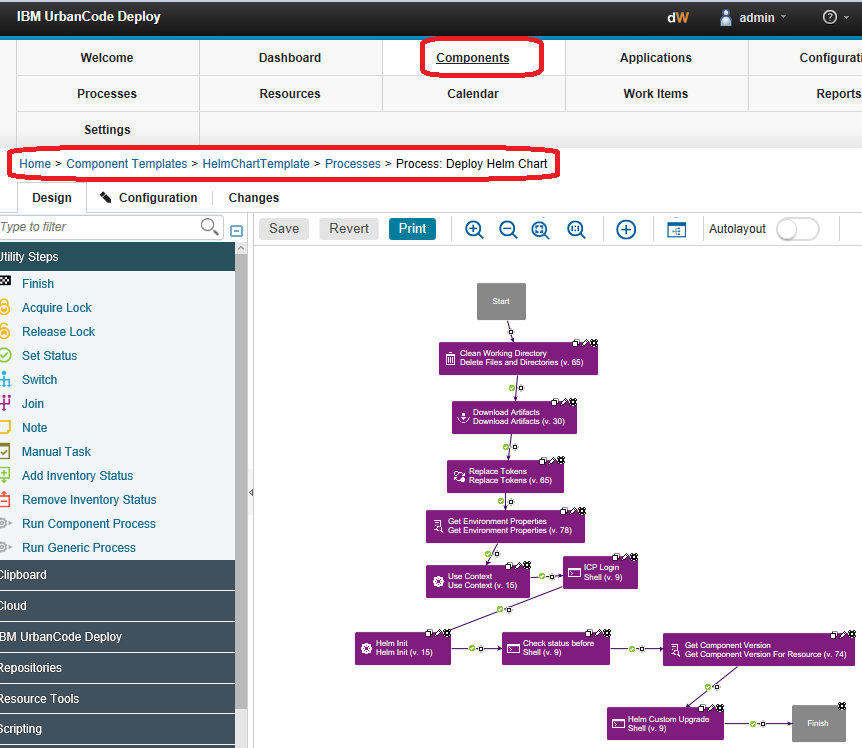 IBM UrbanCode Deploy
dW admin ?
Welcome Dashboard Components Applications Configurati
Processes Resources Calendar Work Items Reports
Settings
Home > Component Templates > HelmChartTemplate > Processes > Process: Deploy Helm Chart
Design Configuration Changes
Type to filter
Save Revert Print Autolayout
Utility Steps
Finish
Acquire Lock
Release Lock
Set Status
Switch
Join
Note
Manual Task
Add Inventory Status
Remove Inventory Status
Run Component Process
Run Generic Process
Clipboard
Cloud
IBM UrbanCode Deploy
Repositories
Resource Tools
Scripting
Start
Clean Working Directory
Delete Files and Directories (v. 65)
Download Artifacts
Download Artifacts (v. 30)
Replace Tokens
Replace Tokens (v. 65)
Get Environment Properties
Get Environment Properties (v. 78)
Use Context
Use Context (v. 15)
ICP Login
Shell (v. 9)
Helm Init
Helm Init (v. 15)
Check status before
Shell (v. 9)
Get Component Version
Get Component Version For Resource (v. 74)
Helm Custom Upgrade
Shell (v. 9)
Finish